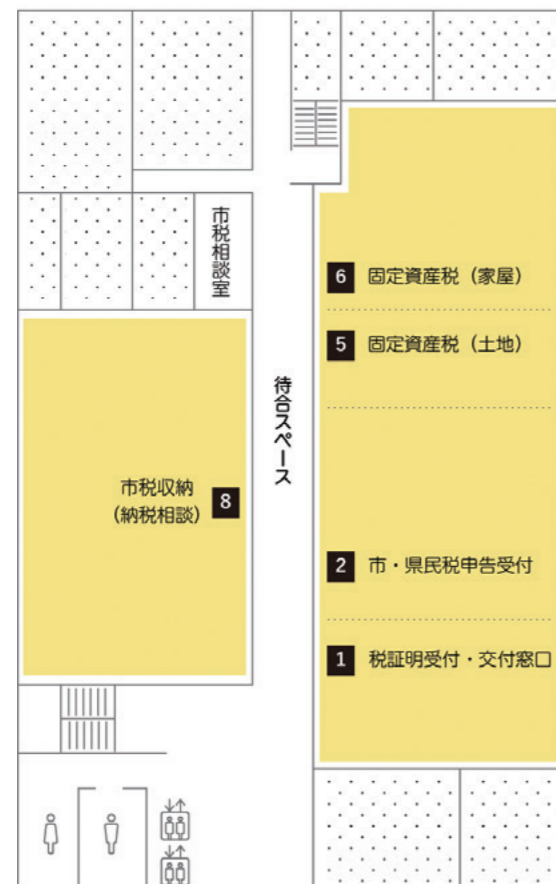 市税相談室
6 固定資産税（家屋）
5 固定資産税（土地）
待合スペース
市税収納
（納税相談）
8
2 市・県民税申告受付
1 税証明受付・交付窓口